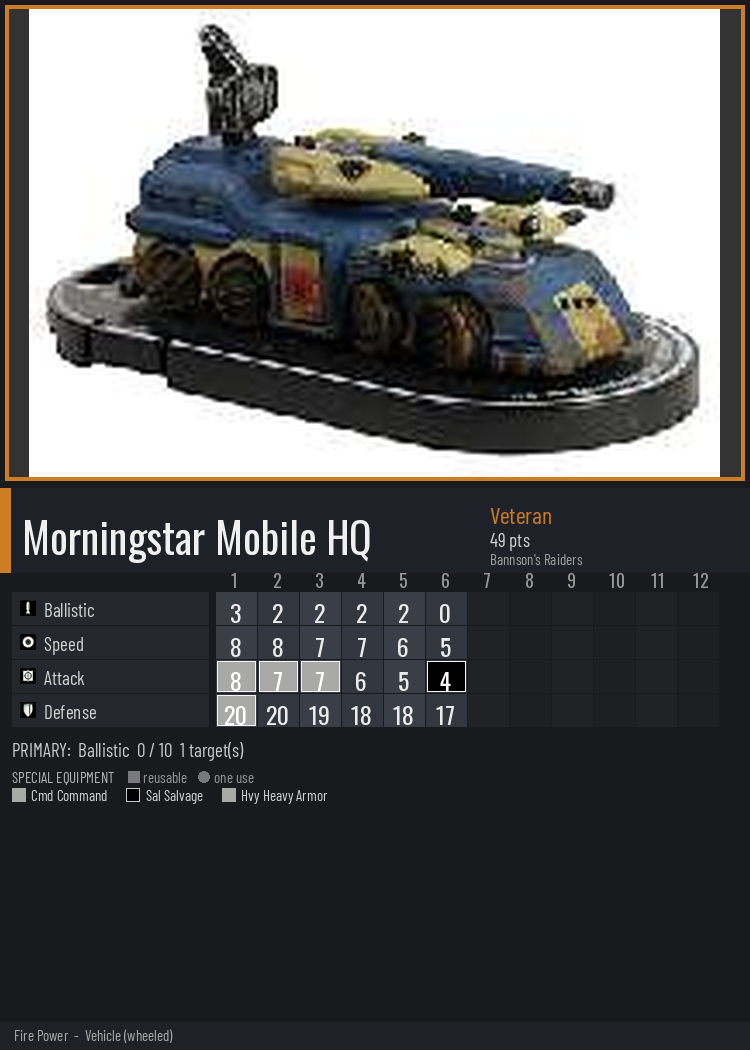 Morningstar Mobile HQ
Veteran
49 pts
Bannson's Raiders
1 2 3 4 5 6 7 8 9 10 11 12
Ballistic 3 2 2 2 2 0
Speed 8 8 7 7 6 5
Attack 8 7 7 6 5 4
Defense 20 20 19 18 18 17
PRIMARY: Ballistic 0 / 10 1 target(s)
SPECIAL EQUIPMENT reusable one use
Cmd Command Sal Salvage Hvy Heavy Armor
Fire Power - Vehicle (wheeled)